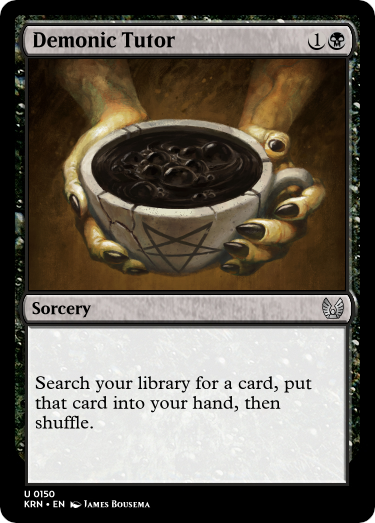 Demonic Tutor 1
Sorcery
Search your library for a card, put
that card into your hand, then
shuffle.
U 0150
KRN • EN James Bousema